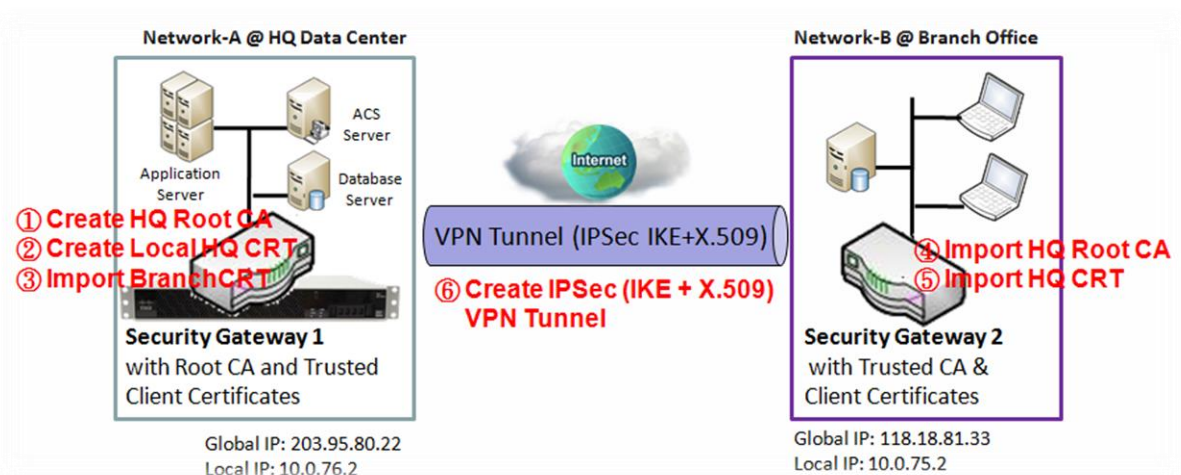 Network-A @ HQ Data Center
ACS
Server
Application
Server
Database
Server
① Create HQ Root CA
② Create Local HQ CRT
③ Import BranchCRT
Security Gateway 1
with Root CA and Trusted
Client Certificates
Global IP: 203.95.80.22
Local IP: 10.0.76.2
Internet
VPN Tunnel (IPSec IKE+X.509)
⑥ Create IPSec (IKE + X.509)
VPN Tunnel
Network-B @ Branch Office
④ Import HQ Root CA
⑤ Import HQ CRT
Security Gateway 2
with Trusted CA &
Client Certificates
Global IP: 118.18.81.33
Local IP: 10.0.75.2